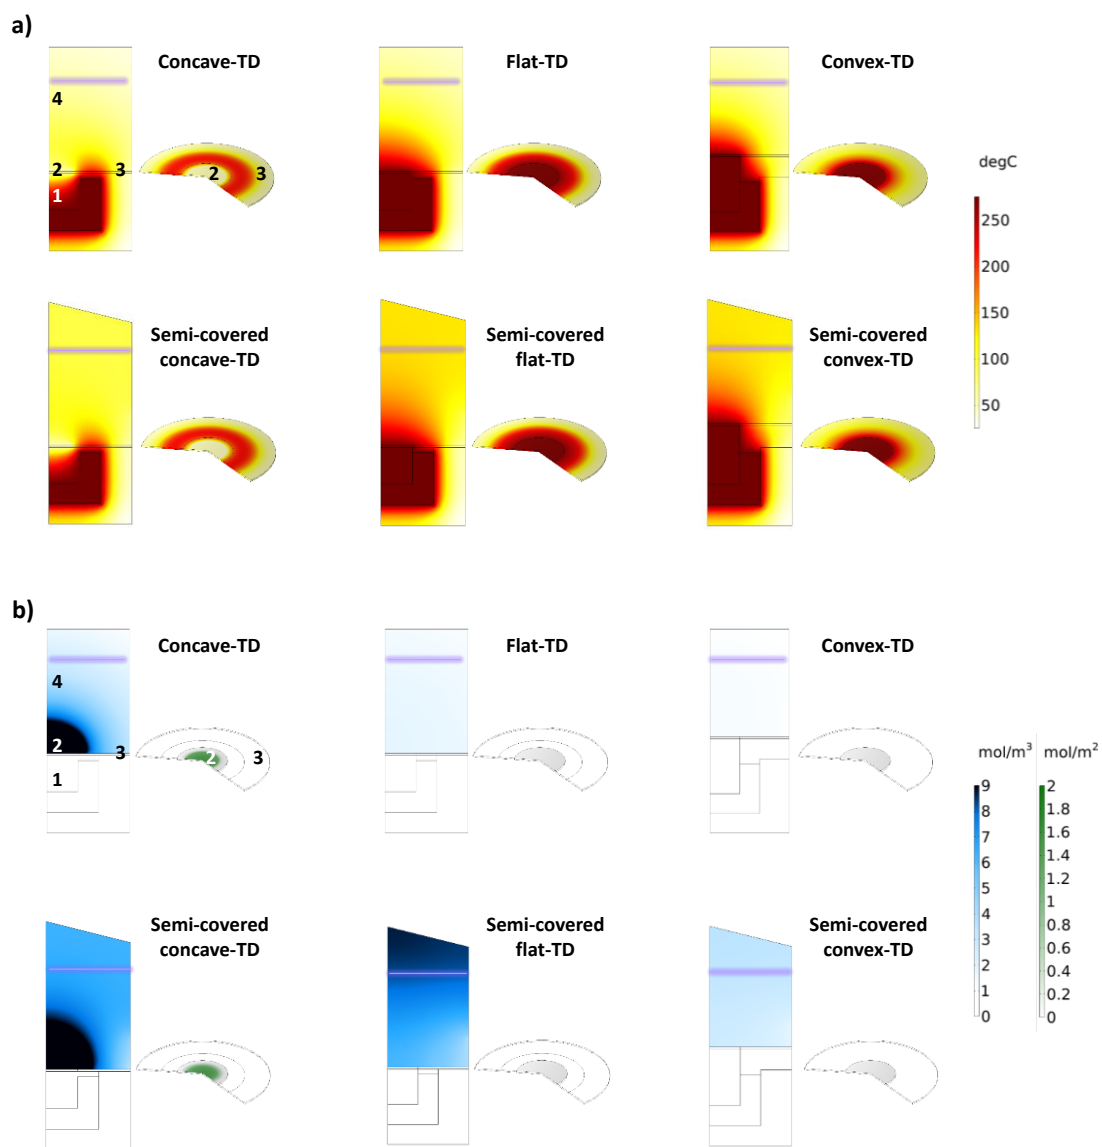 a)
Concave-TD
Flat-TD
Convex-TD
4
2
3
1
2
3
degC
250
200
150
100
50
Semi-covered
concave-TD
Semi-covered
flat-TD
Semi-covered
convex-TD
b)
Concave-TD
Flat-TD
Convex-TD
4
2
3
1
2
3
mol/m³
mol/m²
9
8
7
6
5
4
3
2
1
0
2
1.8
1.6
1.4
1.2
1
0.8
0.6
0.4
0.2
0
Semi-covered
concave-TD
Semi-covered
flat-TD
Semi-covered
convex-TD